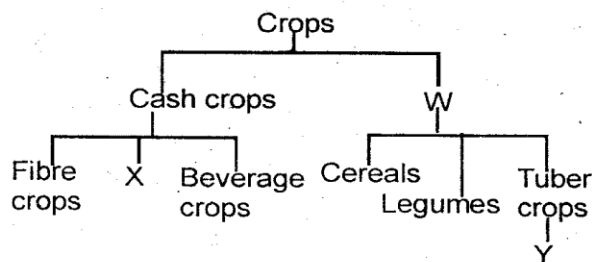 Crops
Cash crops W
Fibre crops X Beverage crops Cereals Legumes Tuber crops
Y